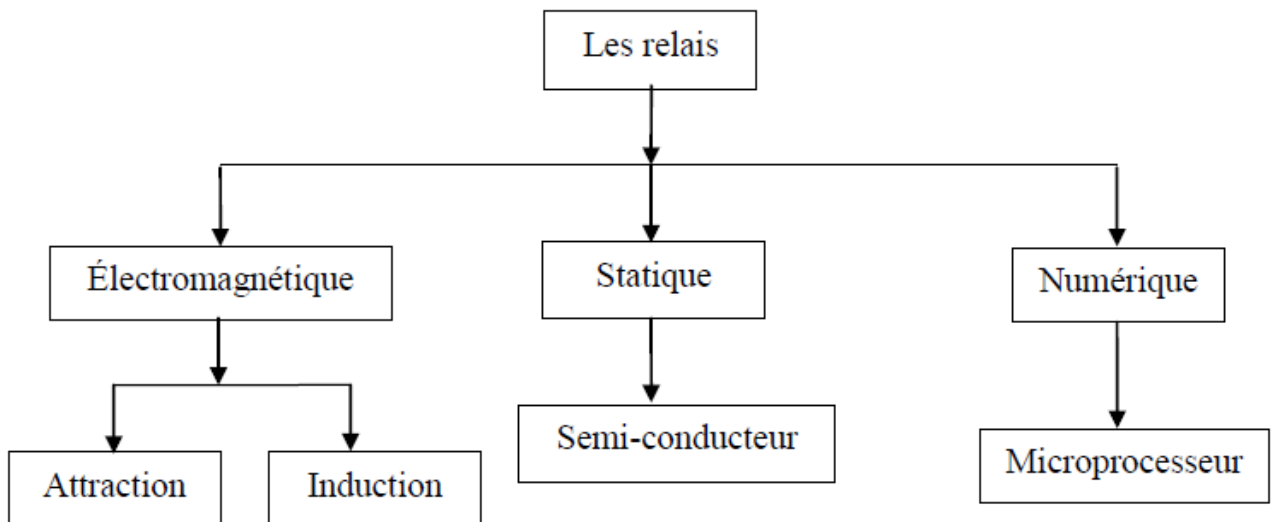 Les relais
Électromagnétique
Statique
Numérique
Attraction
Induction
Semi-conducteur
Microprocesseur